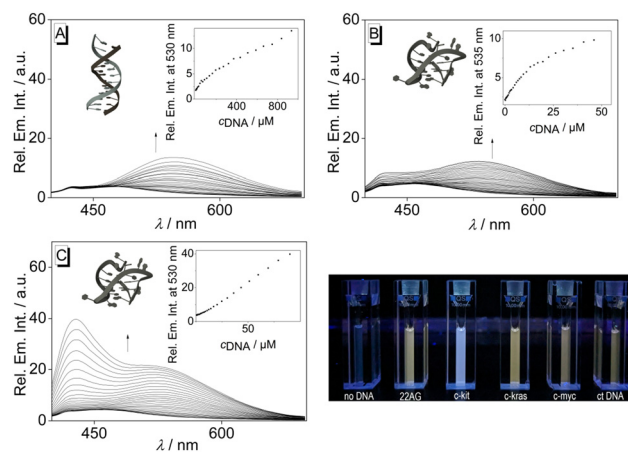 A
60
40
20
0
Rel. Em. Int. / a.u.
450
600
λ / nm
Rel. Em. Int. at 530 nm
10
5
0
400
800
cDNA / µM
B
60
40
20
0
Rel. Em. Int. / a.u.
450
600
λ / nm
Rel. Em. Int. at 535 nm
10
5
0
25
50
cDNA / µM
C
60
40
20
0
Rel. Em. Int. / a.u.
450
600
λ / nm
Rel. Em. Int. at 530 nm
40
20
0
50
cDNA / µM
no DNA 22AG c-kit c-kras c-myc ct DNA